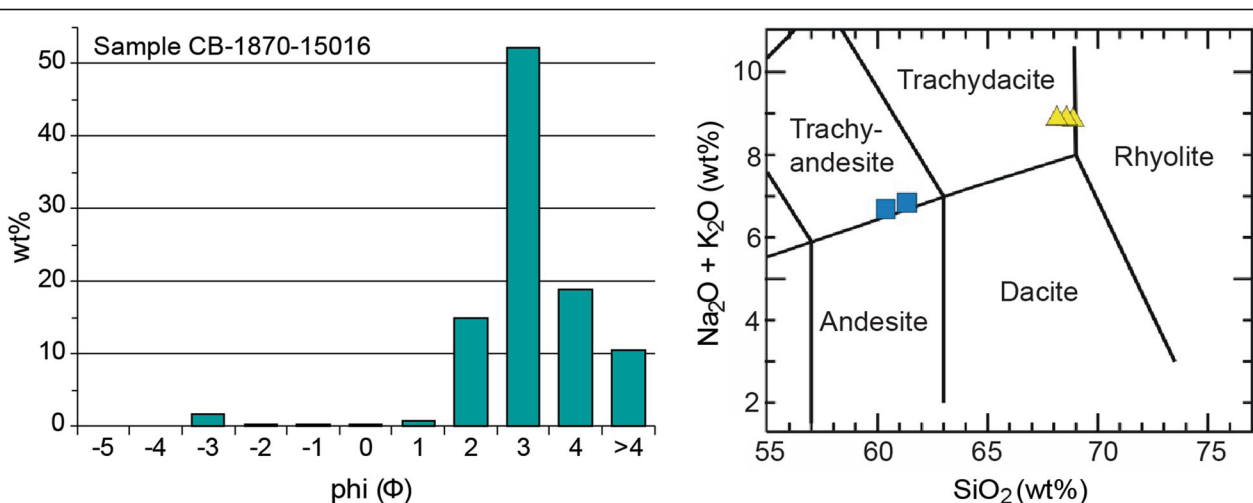 Sample CB-1870-15016
wt%
50
40
30
20
10
0
-5 -4 -3 -2 -1 0 1 2 3 4 >4
phi (Φ)
Na₂O + K₂O (wt%)
10
8
6
4
2
Trachydacite
Trachy-
andesite
Rhyolite
Dacite
Andesite
55 60 65 70 75
SiO₂ (wt%)